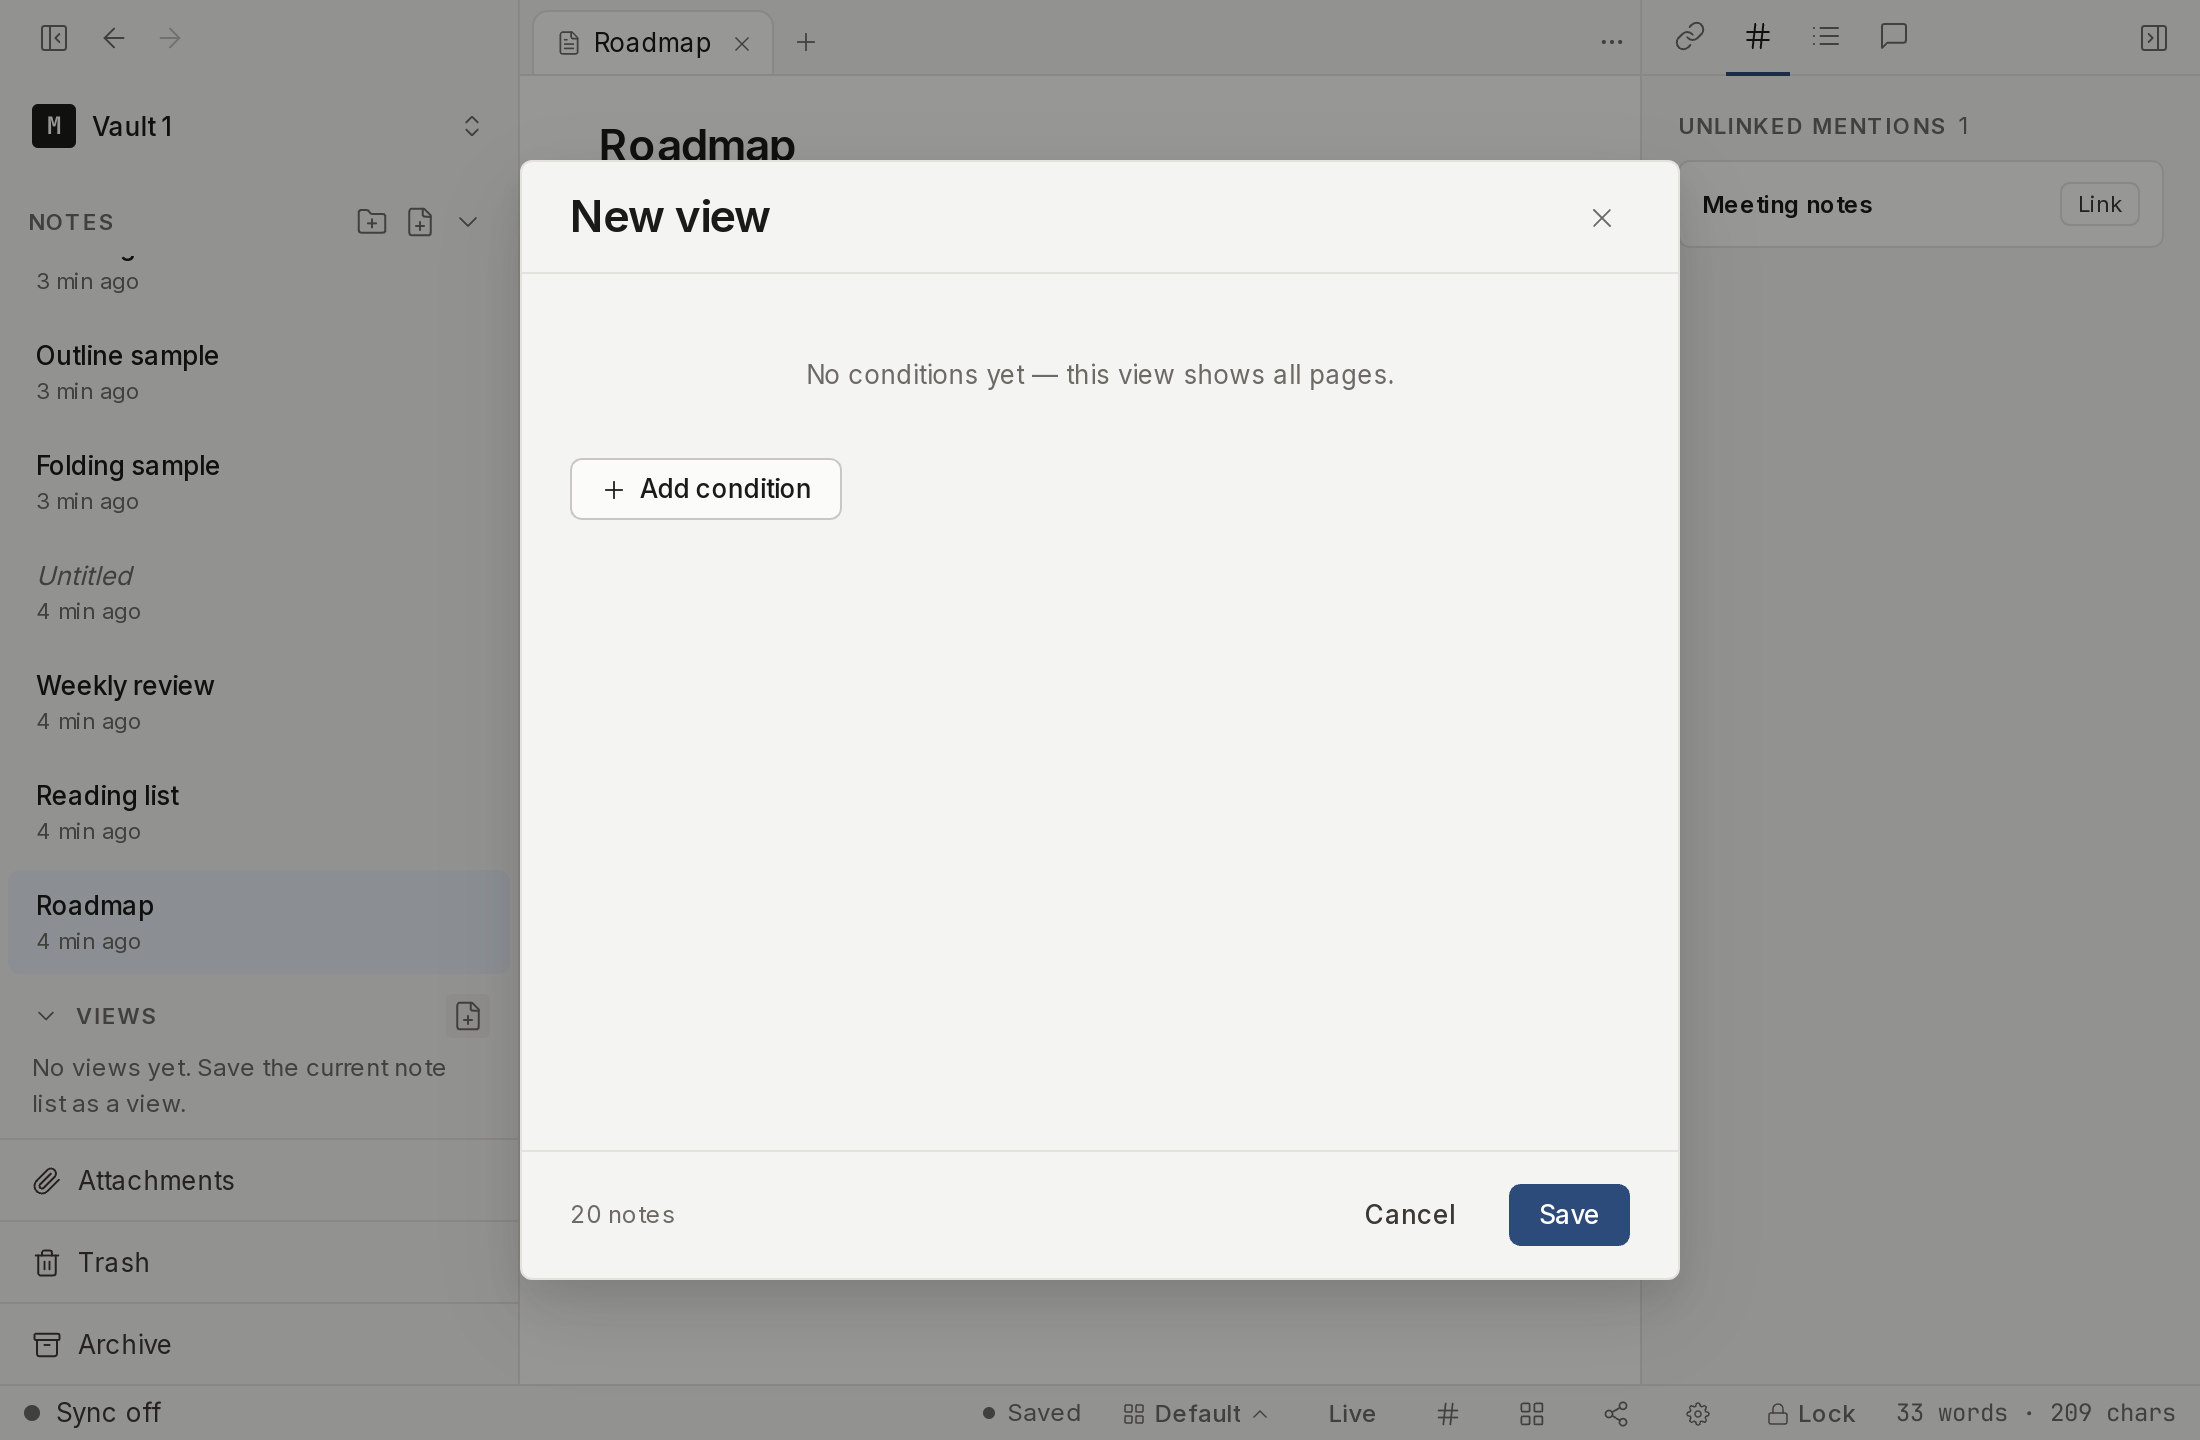 Roadmap
M
Vault 1
NOTES
3 min ago
Outline sample
3 min ago
Folding sample
3 min ago
Untitled
4 min ago
Weekly review
4 min ago
Reading list
4 min ago
Roadmap
4 min ago
VIEWS
No views yet. Save the current note
list as a view.
Attachments
Trash
Archive
Sync off
Roadmap
New view
No conditions yet — this view shows all pages.
Add condition
20 notes
Cancel
Save
UNLINKED MENTIONS 1
Meeting notes
Link
Saved
Default
Live
Lock
33 words · 209 chars